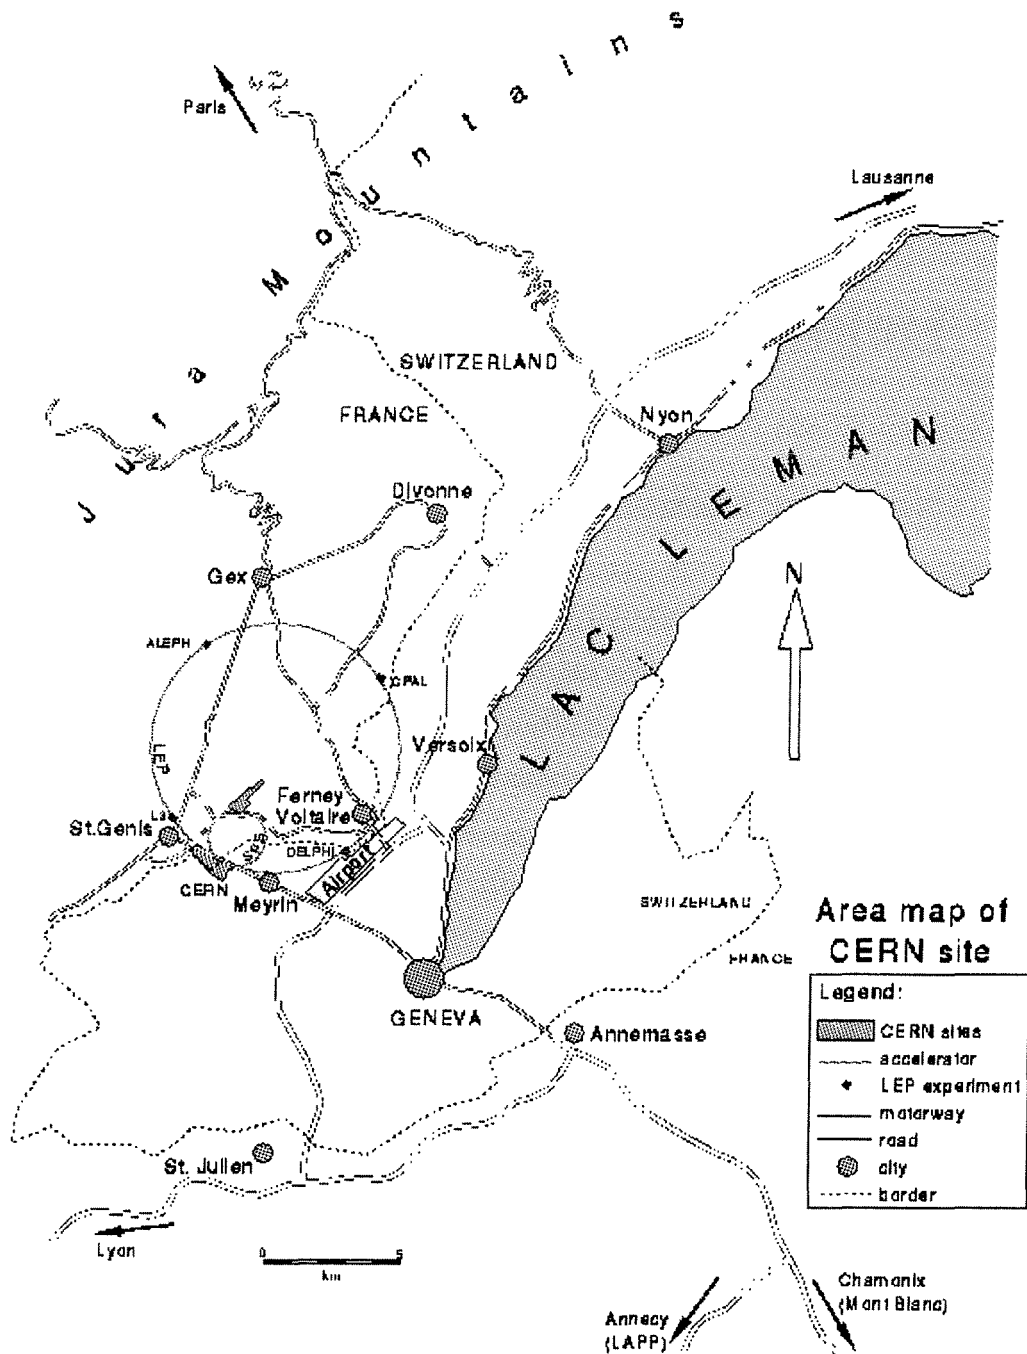 Jura Mountains
Paris
Lausanne
SWITZERLAND
FRANCE
Nyon
LAC LEMAN
Divonne
Gex
N
ALEPH
OPAL
LEP
Versoix
Ferney
Voltaire
L3
St.Genis
SPS
DELPHI
Airport
CERN
Meyrin
SWITZERLAND
FRANCE
GENEVA
Annemasse
Area map of
CERN site
Legend:
CERN sites
accelerator
LEP experiment
motorway
road
city
border
St. Julien
Lyon
0 5
km
Annecy
(LAPP)
Chamonix
(Mont Blanc)